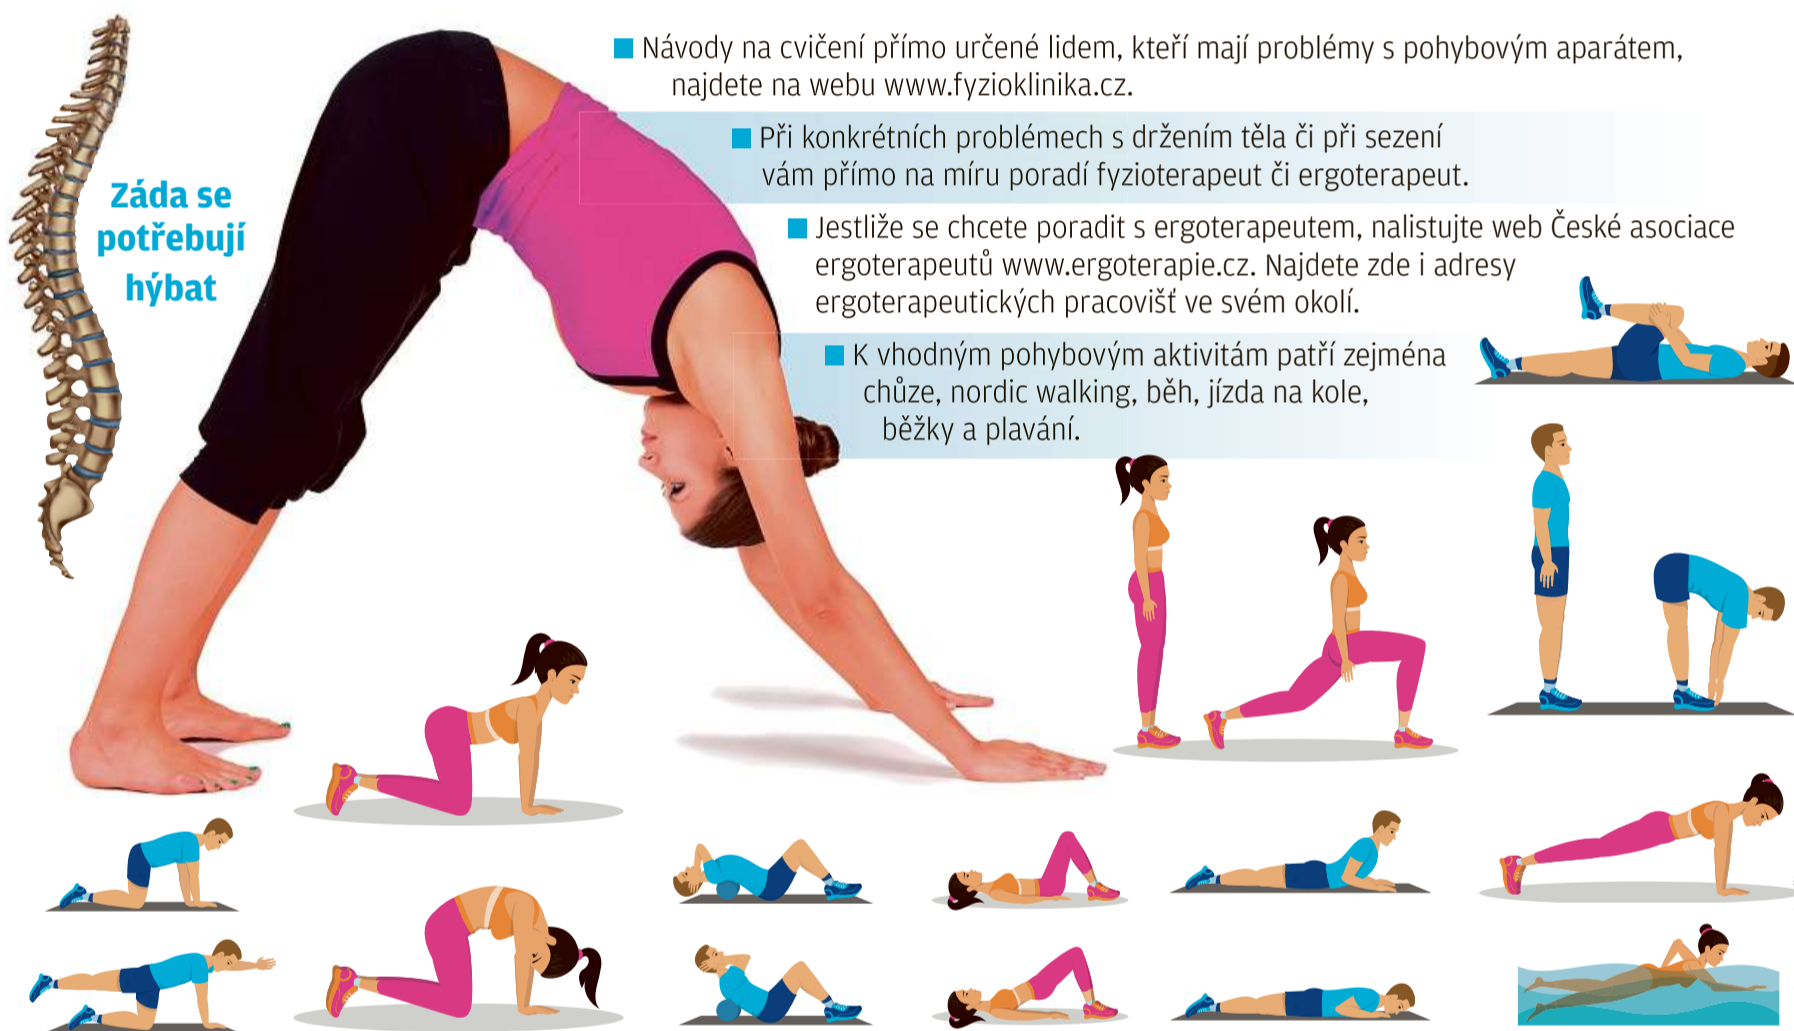 Záda se
potřebují
hýbat
Návody na cvičení přímo určené lidem, kteří mají problémy s pohybovým aparátem,
najdete na webu www.fyzioklinika.cz.
Při konkrétních problémech s držením těla či při sezení
vám přímo na míru poradí fyzioterapeut či ergoterapeut.
Jestliže se chcete poradit s ergoterapeutem, nalistujte web České asociace
ergoterapeutů www.ergoterapie.cz. Najdete zde i adresy
ergoterapeutických pracovišť ve svém okolí.
K vhodným pohybovým aktivitám patří zejména
chůze, nordic walking, běh, jízda na kole,
běžky a plavání.